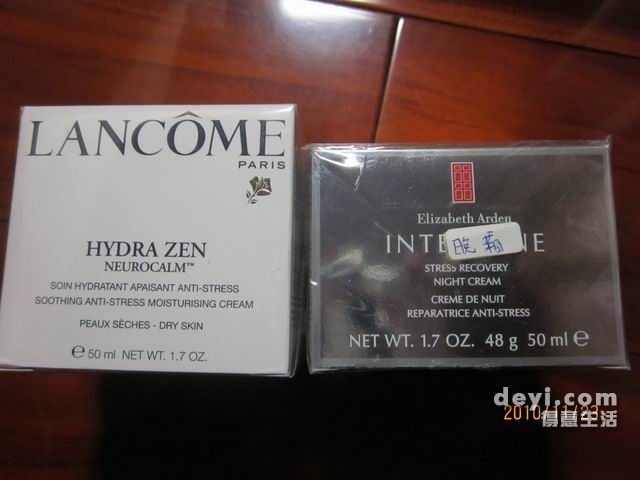 LANCÔME
PARIS
HYDRA ZEN
NEUROCALM™
SOIN HYDRATANT APAISANT ANTI-STRESS
SOOTHING ANTI-STRESS MOISTURISING CREAM
PEAUX SÈCHES - DRY SKIN
e 50 ml NET WT. 1.7 OZ.
Elizabeth Arden
晚霜
STRESS RECOVERY
NIGHT CREAM
CREME DE NUIT
REPARATRICE ANTI-STRESS
NET WT. 1.7 OZ. 48 g 50 ml e
deyi.com
2010/11/23
得意生活